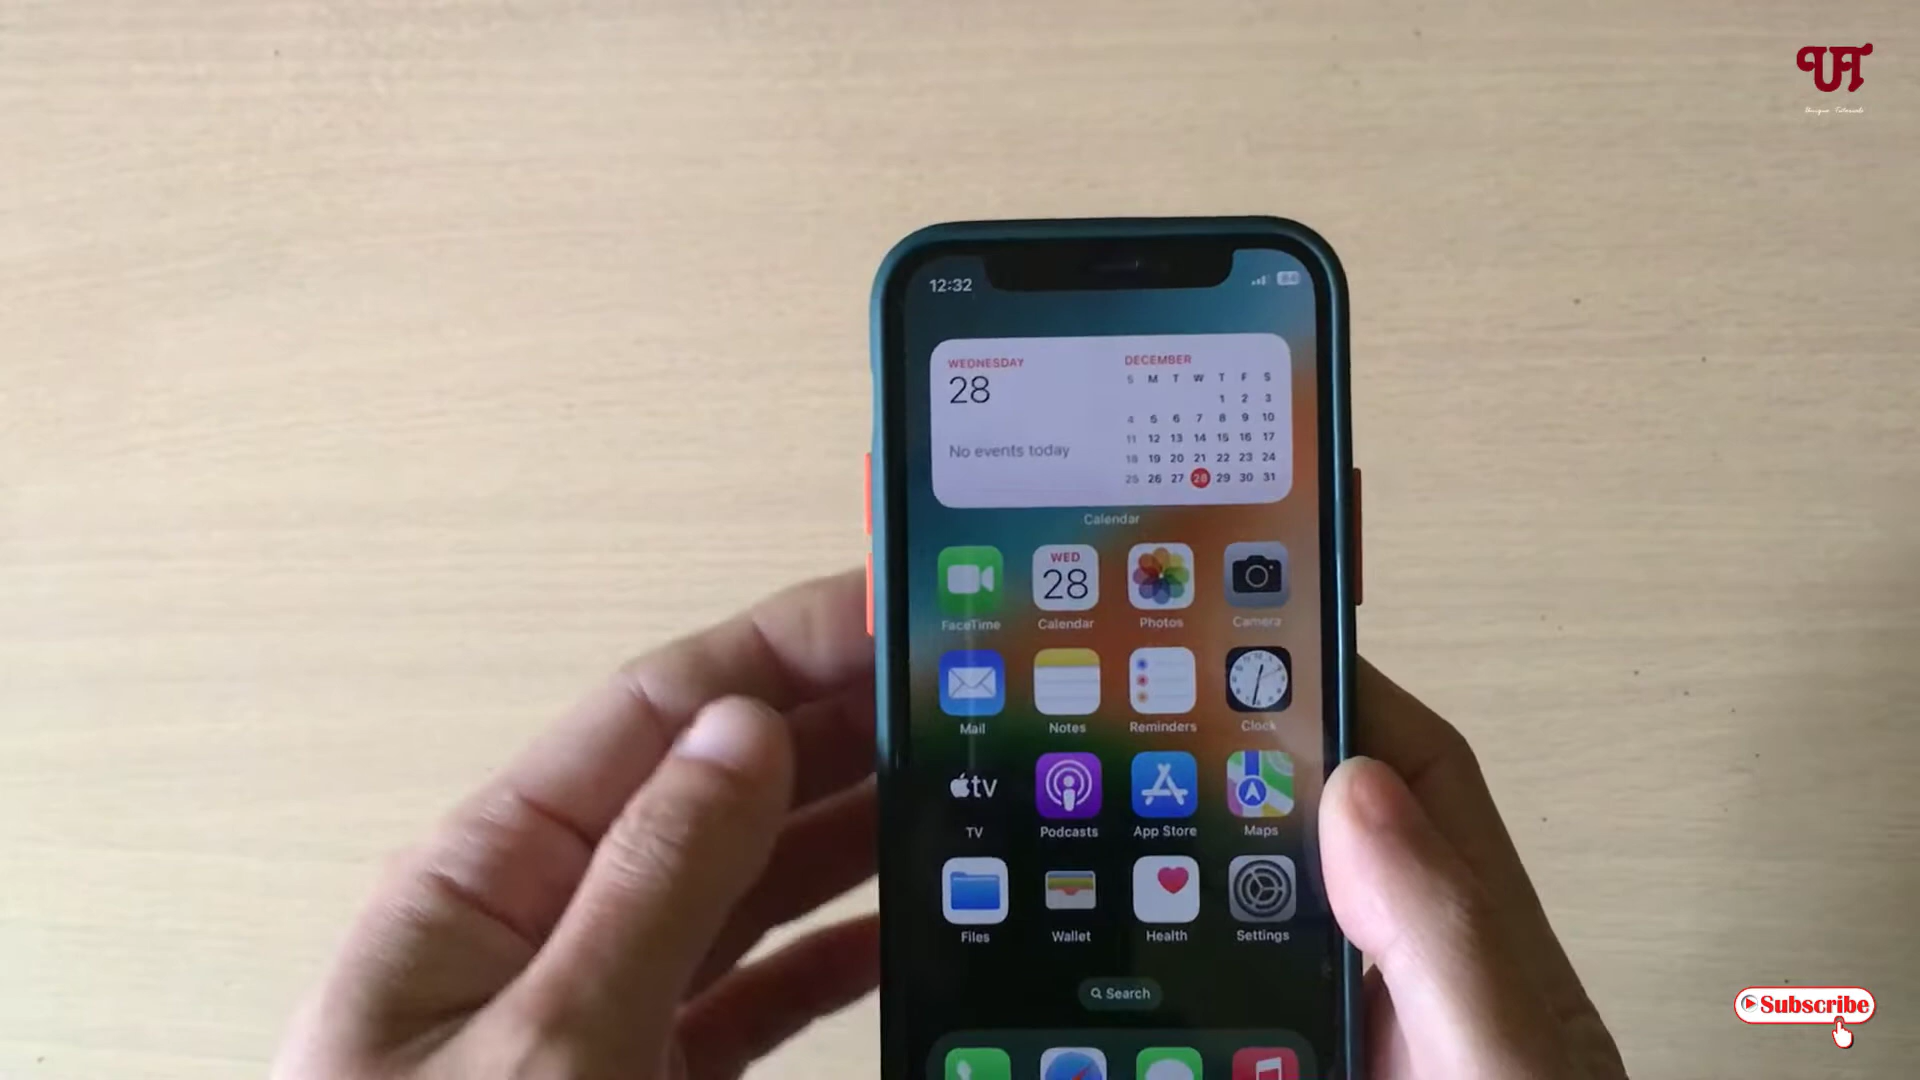 UT
Unique Tutorials
12:32
WEDNESDAY
28
No events today
DECEMBER
S M T W T F S
1 2 3
4 5 6 7 8 9 10
11 12 13 14 15 16 17
18 19 20 21 22 23 24
25 26 27 28 29 30 31
Calendar
WED
28
FaceTime Calendar Photos Camera
Mail Notes Reminders Clock
tv
TV Podcasts App Store Maps
Files Wallet Health Settings
Search
Subscribe